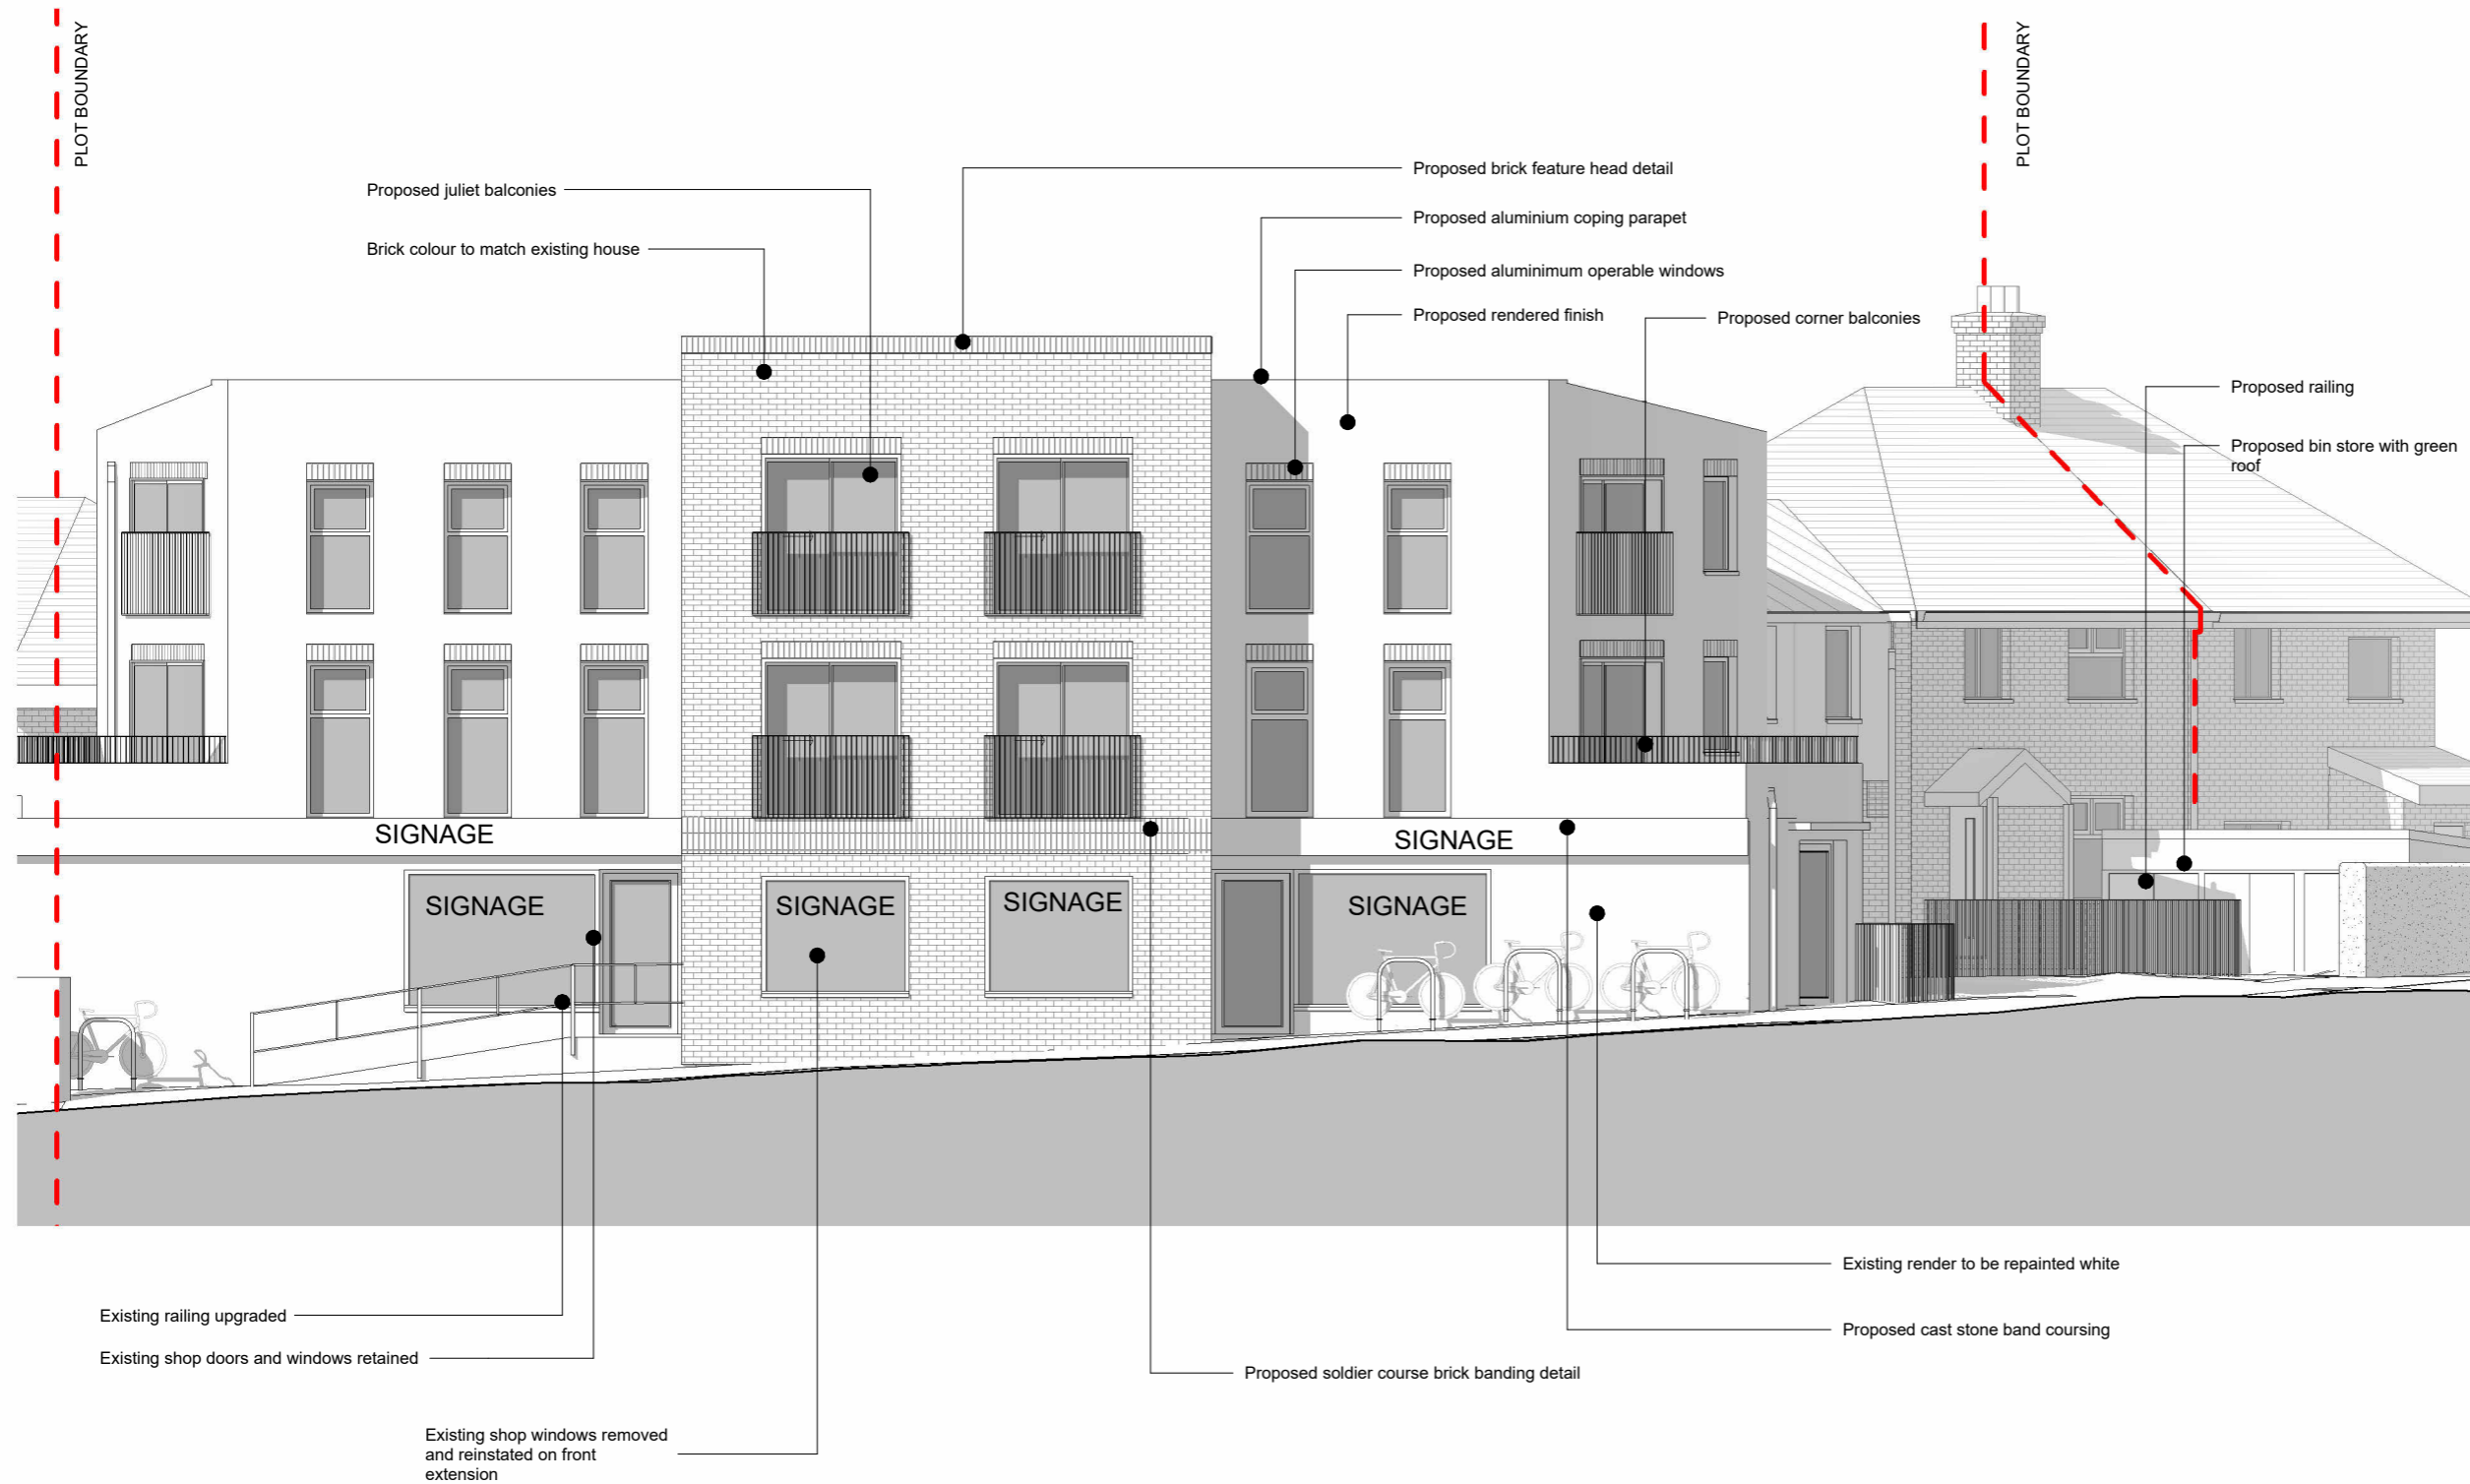 PLOT BOUNDARY
PLOT BOUNDARY
Proposed brick feature head detail
Proposed juliet balconies
Proposed aluminium coping parapet
Brick colour to match existing house
Proposed aluminimum operable windows
Proposed rendered finish
Proposed corner balconies
Proposed railing
Proposed bin store with green
roof
SIGNAGE
SIGNAGE
SIGNAGE
SIGNAGE
SIGNAGE
SIGNAGE
Existing render to be repainted white
Existing railing upgraded
Proposed cast stone band coursing
Existing shop doors and windows retained
Proposed soldier course brick banding detail
Existing shop windows removed
and reinstated on front
extension